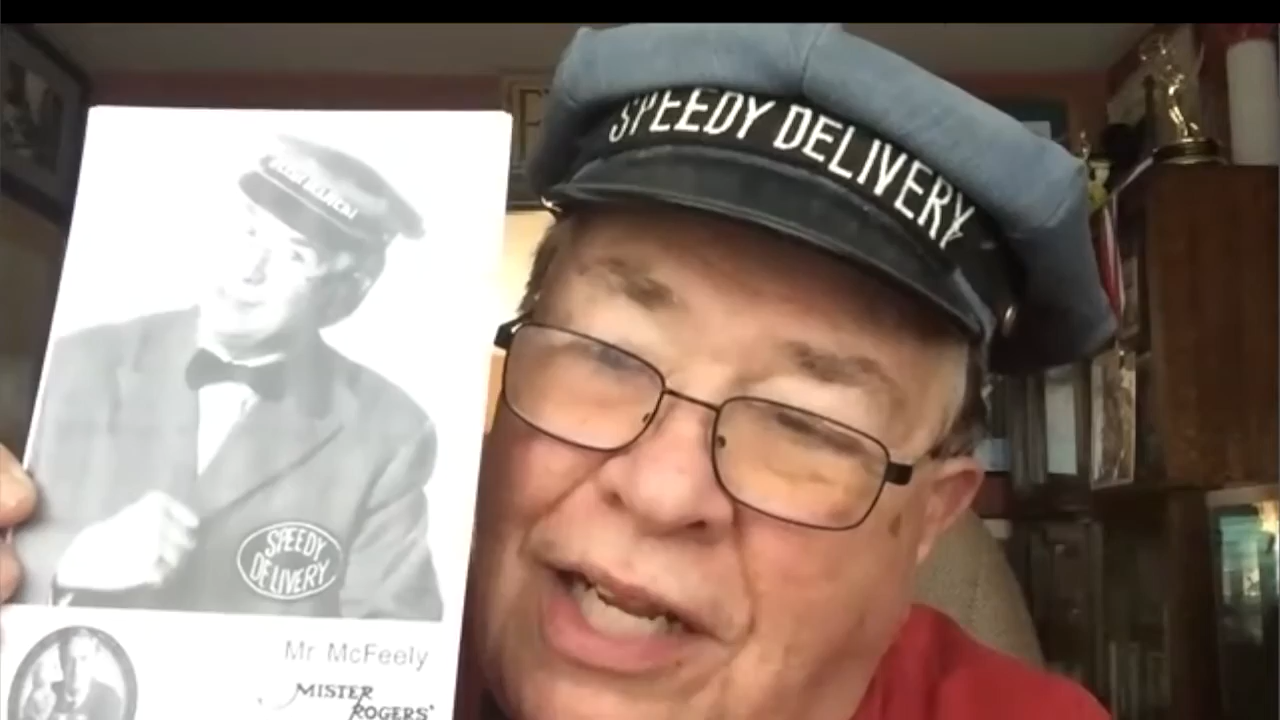 SPEEDY DELIVERY
SPEEDY
DELIVERY
Mr McFeely
MISTER
ROGERS'